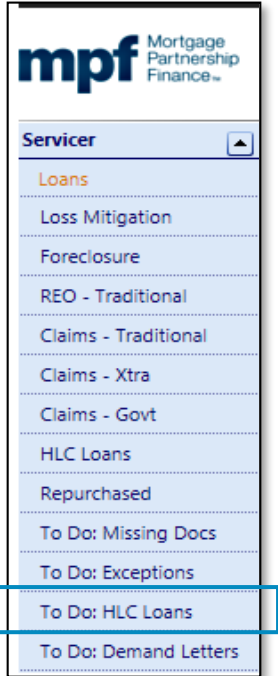 mpf Mortgage
Partnership
Finance™
Servicer
Loans
Loss Mitigation
Foreclosure
REO - Traditional
Claims - Traditional
Claims - Xtra
Claims - Govt
HLC Loans
Repurchased
To Do: Missing Docs
To Do: Exceptions
To Do: HLC Loans
To Do: Demand Letters